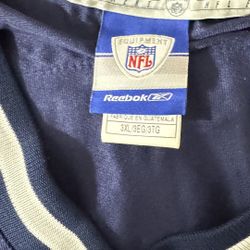 EQUIPMENT
NFL
Reebok
FABRIQUE EN GUATEMALA
3XL/3EG/3TG